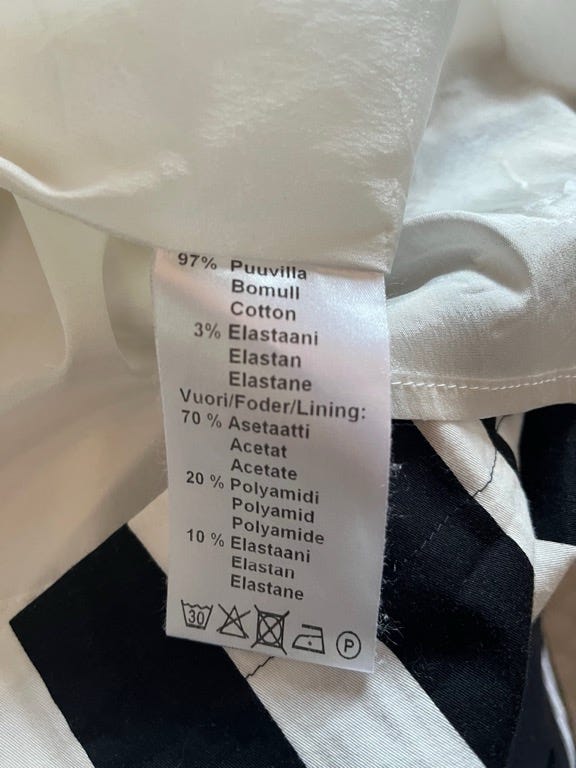 97% Puuvilla
Bomull
Cotton
3% Elastaani
Elastan
Elastane
Vuori/Foder/Lining:
70 % Asetaatti
Acetat
Acetate
20 % Polyamidi
Polyamid
Polyamide
10 % Elastaani
Elastan
Elastane
30 P